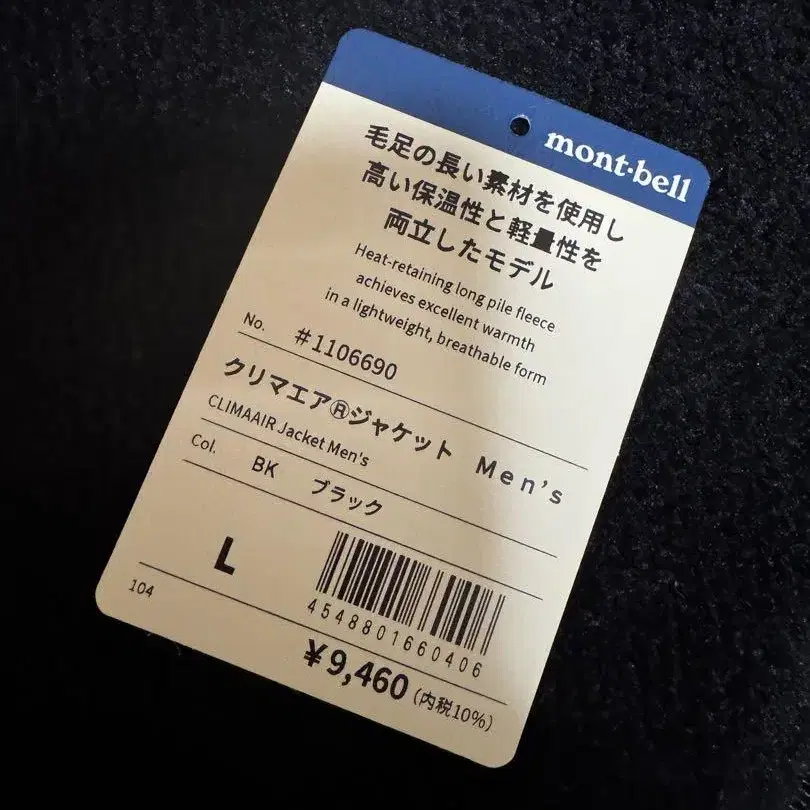 mont·bell
毛足の長い素材を使用し
高い保温性と軽量性を
両立したモデル
Heat-retaining long pile fleece
achieves excellent warmth
in a lightweight, breathable form
No. #1106690
クリマエア®ジャケット Men's
CLIMAAIR Jacket Men's
Col. BK ブラック
L
4548801660406
104
¥9,460 (内税10%)